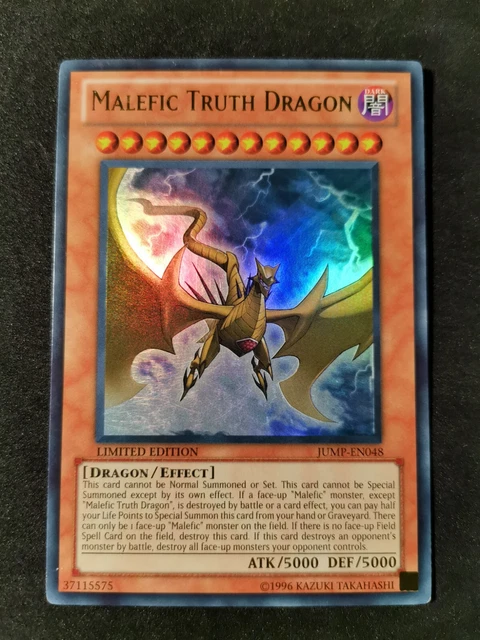 MALEFIC TRUTH DRAGON
DARK
闇
LIMITED EDITION
JUMP-EN048
[DRAGON / EFFECT]
This card cannot be Normal Summoned or Set. This card cannot be Special
Summoned except by its own effect. If a face-up "Malefic" monster, except
"Malefic Truth Dragon", is destroyed by battle or a card effect, you can pay half
your Life Points to Special Summon this card from your hand or Graveyard. There
can only be 1 face-up "Malefic" monster on the field. If there is no face-up Field
Spell Card on the field, destroy this card. If this card destroys an opponent's
monster by battle, destroy all face-up monsters your opponent controls.
ATK/5000 DEF/5000
37115575
©1996 KAZUKI TAKAHASHI